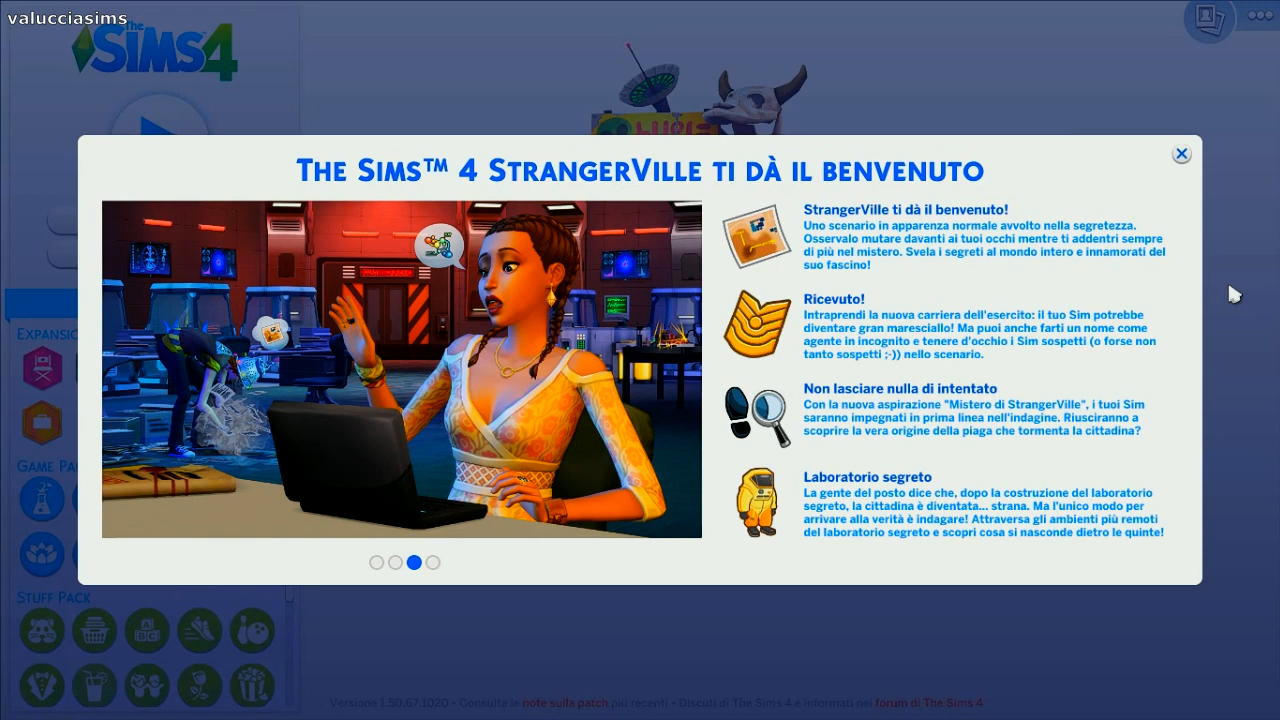 valucciasims
The
SIMS 4
THE SIMS™ 4 STRANGERVILLE TI DÀ IL BENVENUTO
StrangerVille ti dà il benvenuto!
Uno scenario in apparenza normale avvolto nella segretezza.
Osservalo mutare davanti ai tuoi occhi mentre ti addentri sempre
di più nel mistero. Svela i segreti al mondo intero e innamorati del
suo fascino!
Ricevuto!
Intraprendi la nuova carriera dell'esercito: il tuo Sim potrebbe
diventare gran maresciallo! Ma puoi anche farti un nome come
agente in incognito e tenere d'occhio i Sim sospetti (o forse non
tanto sospetti ;-)) nello scenario.
Non lasciare nulla di intentato
Con la nuova aspirazione "Mistero di StrangerVille", i tuoi Sim
saranno impegnati in prima linea nell'indagine. Riusciranno a
scoprire la vera origine della piaga che tormenta la cittadina?
Laboratorio segreto
La gente del posto dice che, dopo la costruzione del laboratorio
segreto, la cittadina è diventata... strana. Ma l'unico modo per
arrivare alla verità è indagare! Attraversa gli ambienti più remoti
del laboratorio segreto e scopri cosa si nasconde dietro le quinte!
EXPANSIO
GAME PA
STUFF PACK
ABC
Versione 1.50.67.1020 • Consulta le note sulla patch più recenti • Discuti di The Sims 4 e informati nei forum di The Sims 4